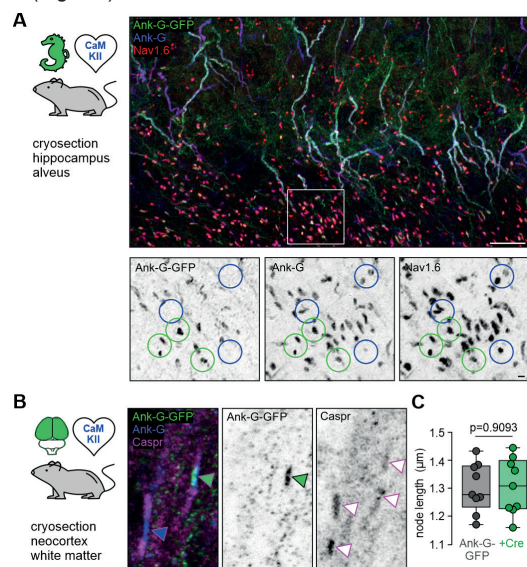 A
CaM
KII
cryosection
hippocampus
alveus
Ank-G-GFP
Ank-G
Nav1.6
Ank-G-GFP
Ank-G
Nav1.6
B
CaM
KII
cryosection
neocortex
white matter
Ank-G-GFP
Ank-G
Caspr
Ank-G-GFP
Caspr
C
p=0.9093
node length (µm)
1.5
1.4
1.3
1.2
1.1
Ank-G-
GFP
+Cre